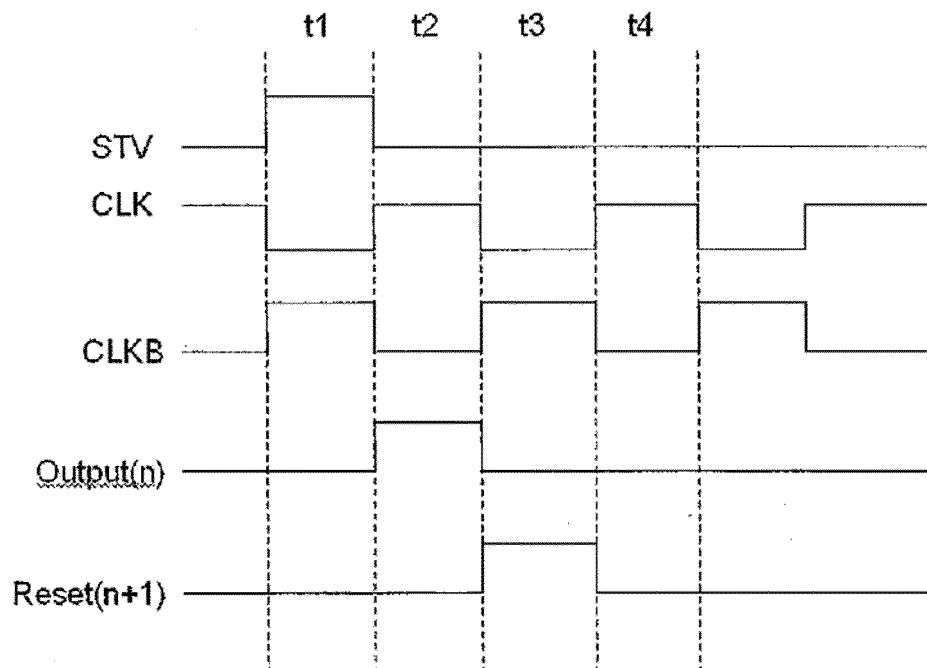 t1 t2 t3 t4
STV
CLK
CLKB
Output(n)
Reset(n+1)